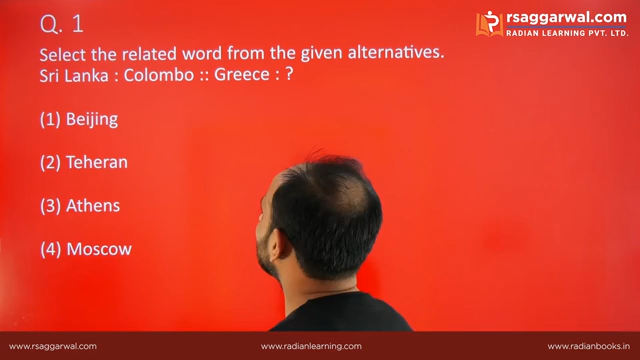 Q. 1
rsaggarwal.com
RADIAN LEARNING PVT. LTD.
Select the related word from the given alternatives.
Sri Lanka : Colombo :: Greece : ?
(1) Beijing
(2) Teheran
(3) Athens
(4) Moscow
www.rsaggarwal.com
www.radianlearning.com
www.radianbooks.in